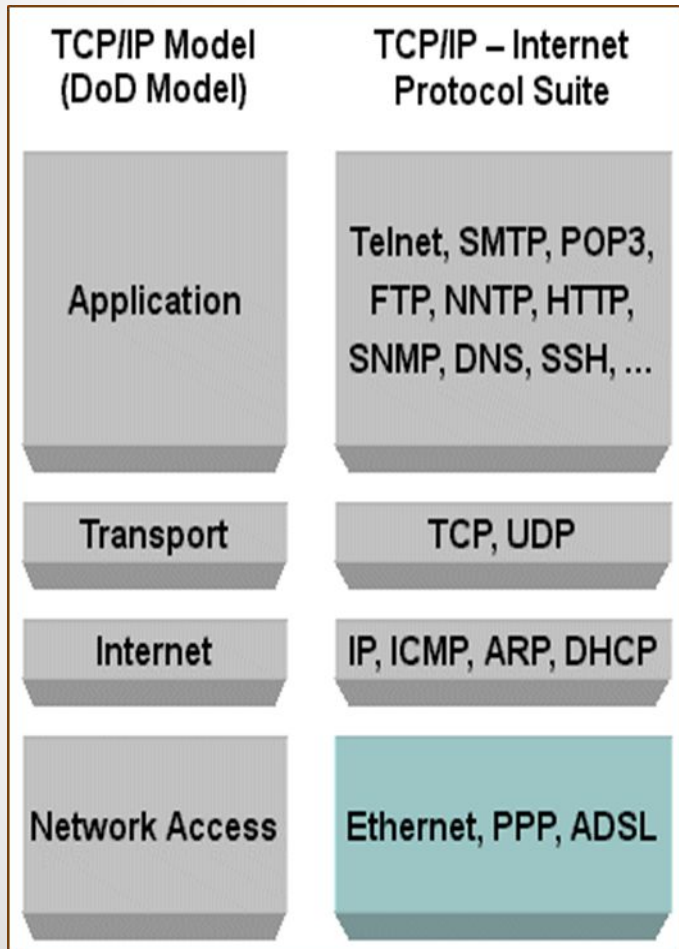 TCP/IP Model
(DoD Model)
TCP/IP – Internet
Protocol Suite
Application
Telnet, SMTP, POP3,
FTP, NNTP, HTTP,
SNMP, DNS, SSH, ...
Transport
TCP, UDP
Internet
IP, ICMP, ARP, DHCP
Network Access
Ethernet, PPP, ADSL